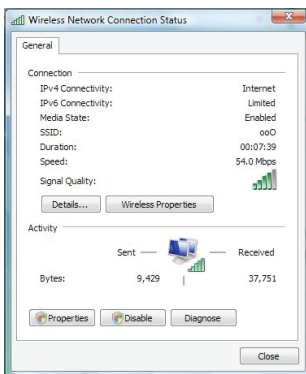 Wireless Network Connection Status
General
Connection
IPv4 Connectivity: Internet
IPv6 Connectivity: Limited
Media State: Enabled
SSID: ooO
Duration: 00:07:39
Speed: 54.0 Mbps
Signal Quality:
Details... Wireless Properties
Activity
Sent Received
Bytes: 9,429 37,751
Properties Disable Diagnose
Close